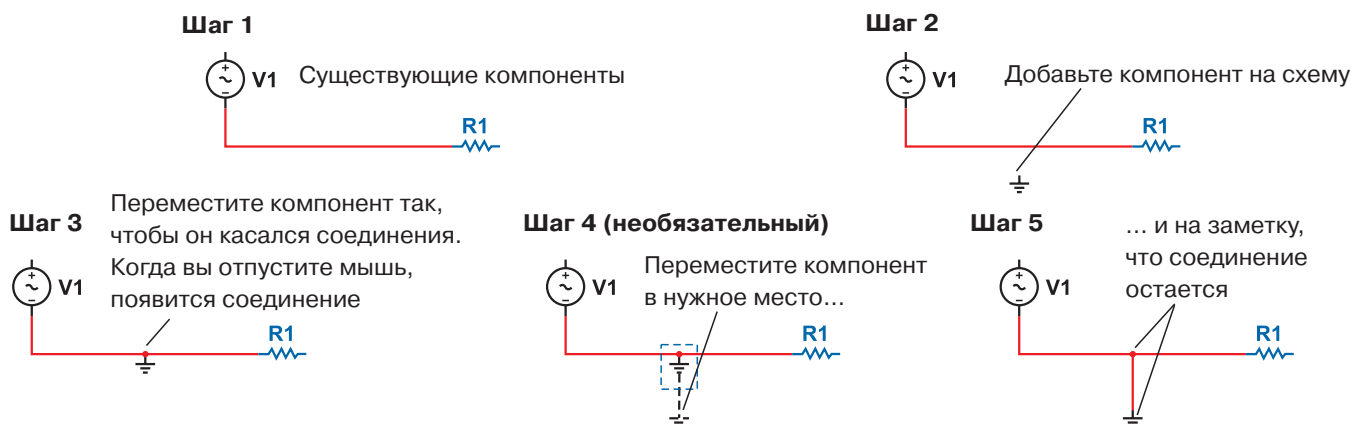 Шаг 1
V1
Существующие компоненты
R1
Шаг 2
V1
Добавьте компонент на схему
R1
Шаг 3
Переместите компонент так,
чтобы он касался соединения.
Когда вы отпустите мышь,
появится соединение
V1
R1
Шаг 4 (необязательный)
Переместите компонент
в нужное место...
V1
R1
Шаг 5
... и на заметку,
что соединение
остается
V1
R1